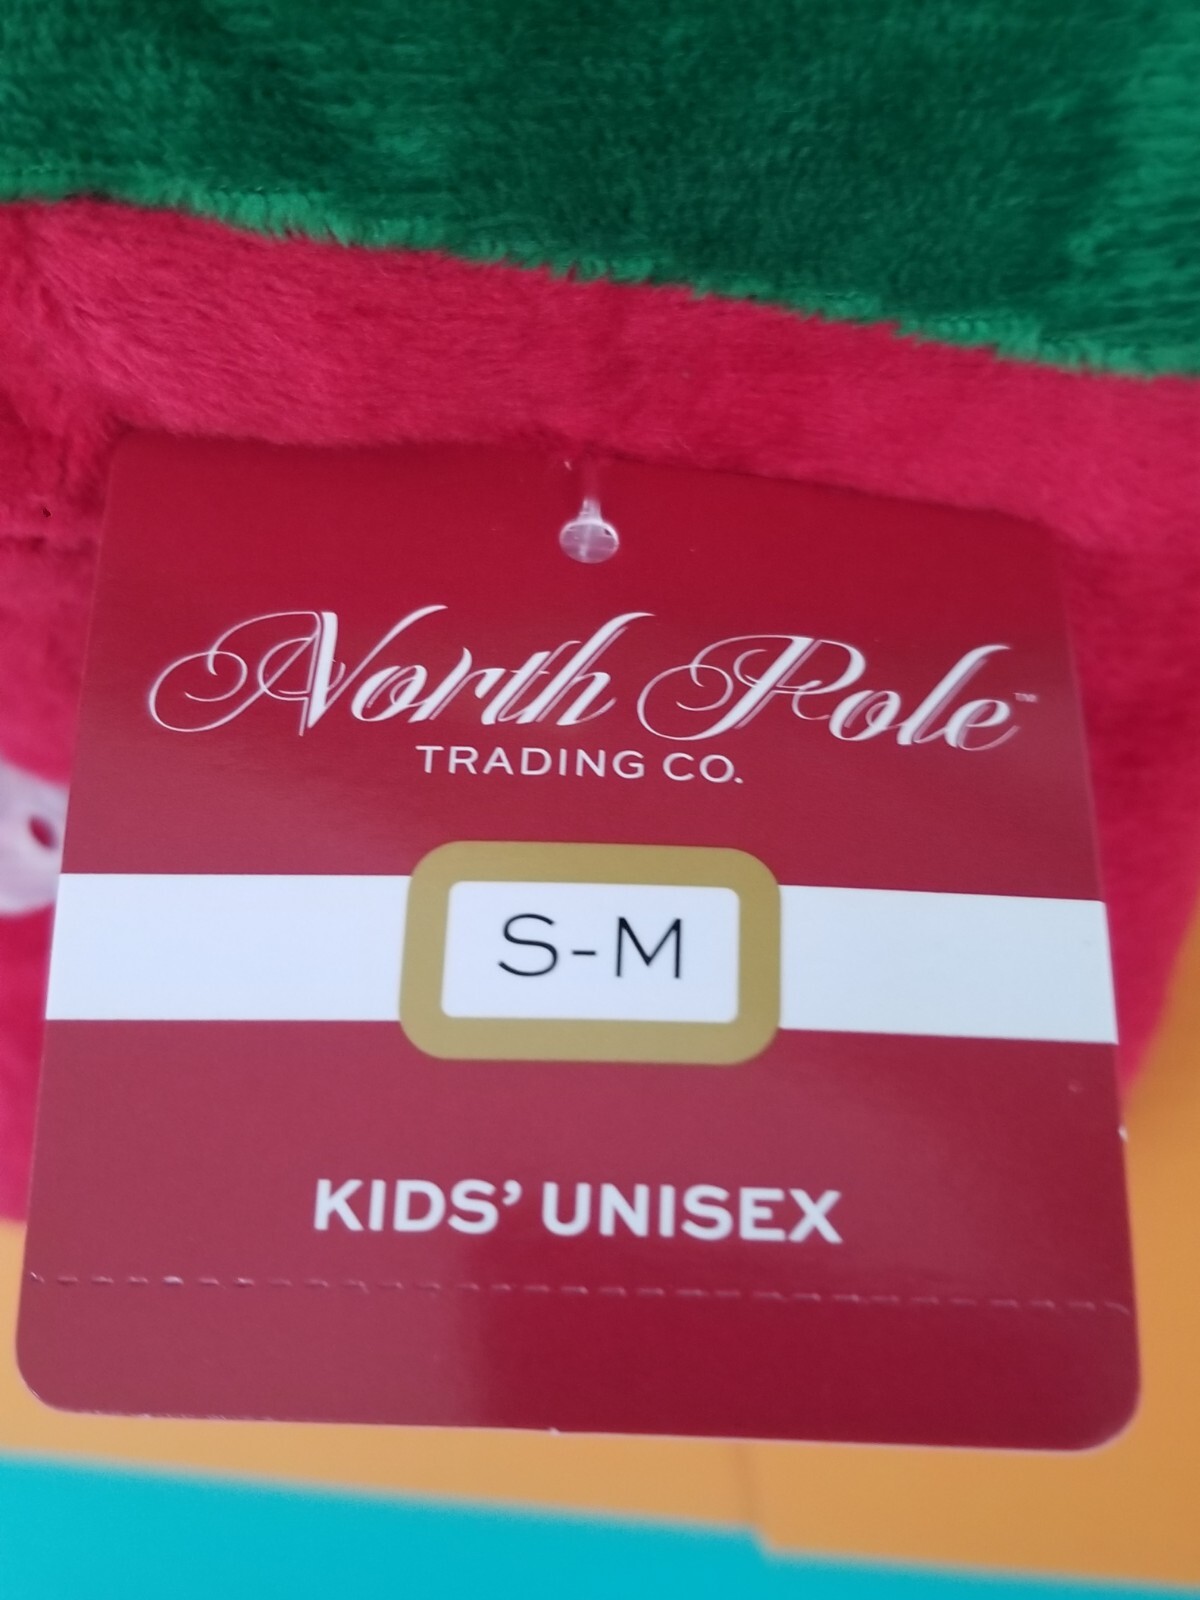 North Pole™
TRADING CO.
S-M
KIDS’ UNISEX